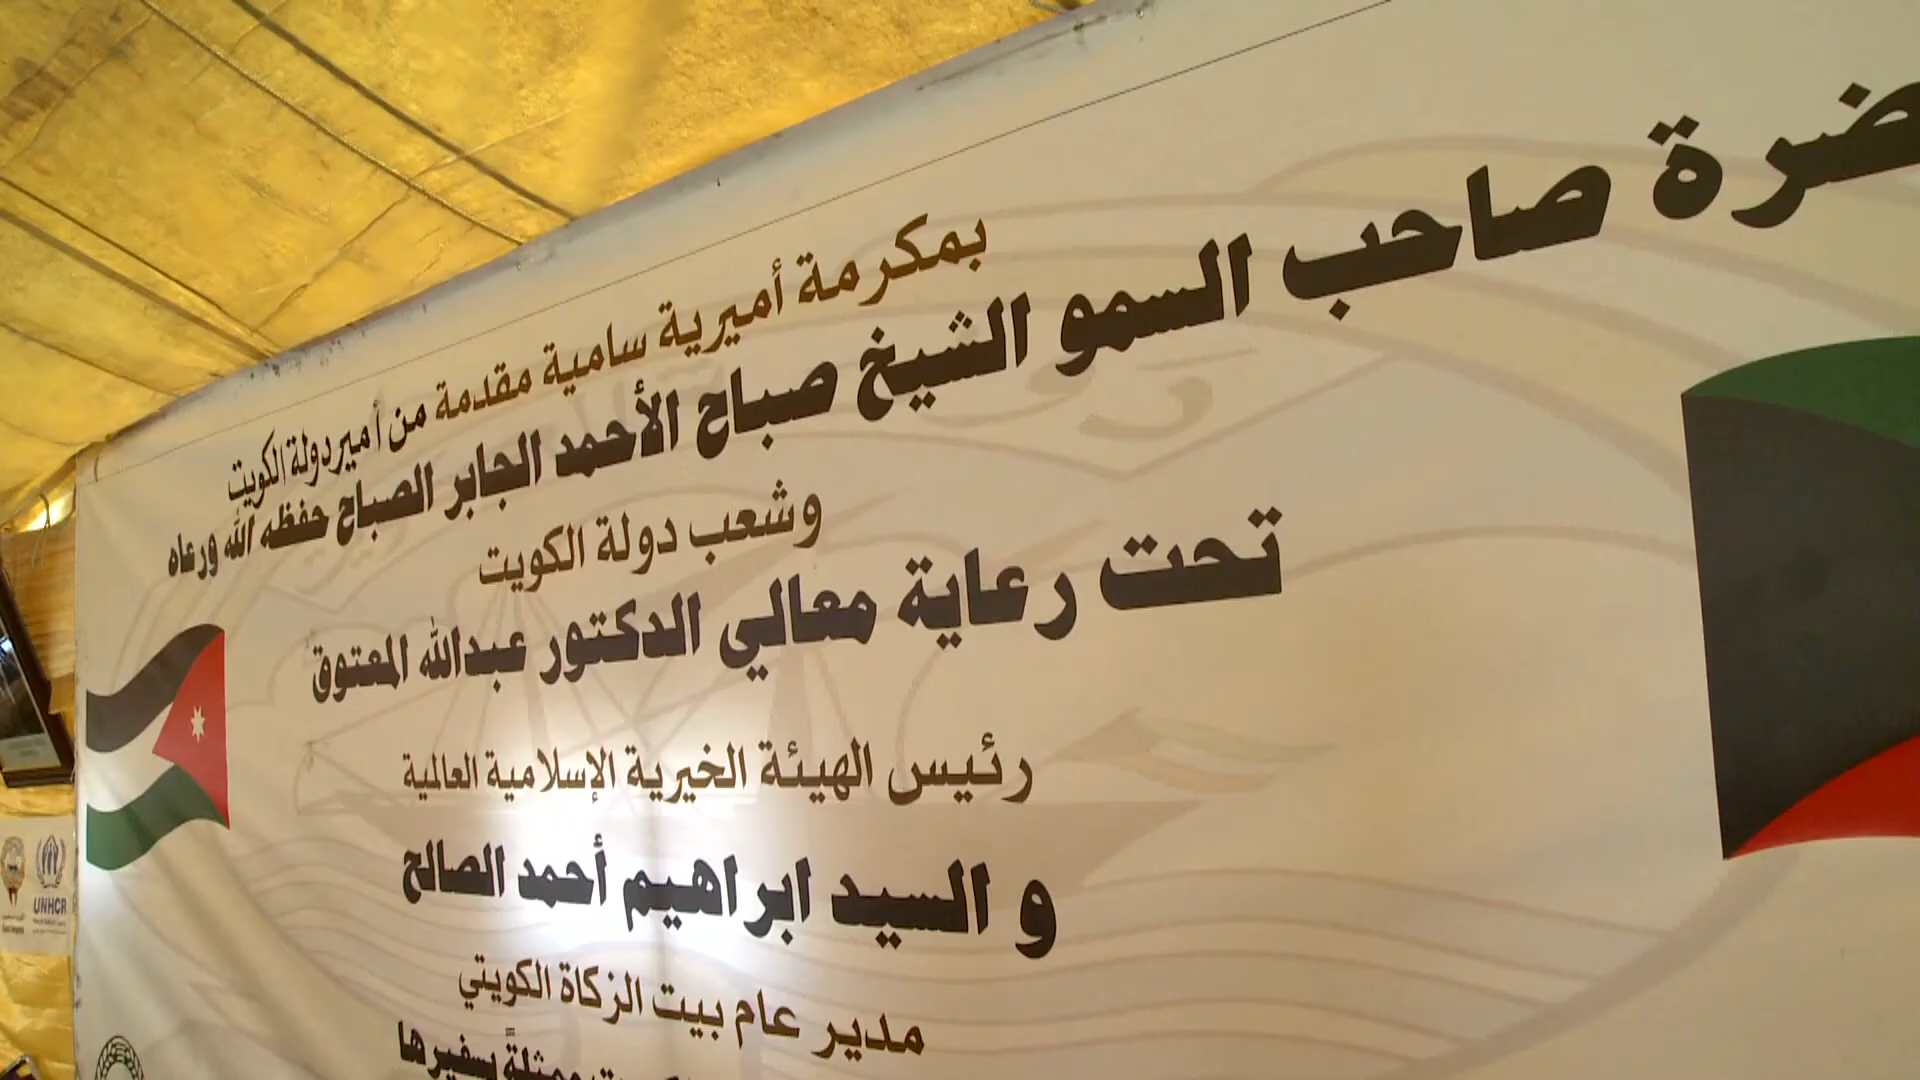 بمكرمة أميرية سامية مقدمة من أمير دولة الكويت
ضرة صاحب السمو الشيخ صباح الأحمد الجابر الصباح حفظه الله ورعاه
وشعب دولة الكويت
تحت رعاية معالي الدكتور عبدالله المعتوق
رئيس الهيئة الخيرية الإسلامية العالمية
و السيد ابراهيم أحمد الصالح
مدير عام بيت الزكاة الكويتي
ممثلةً بسفيرها
UNHCR